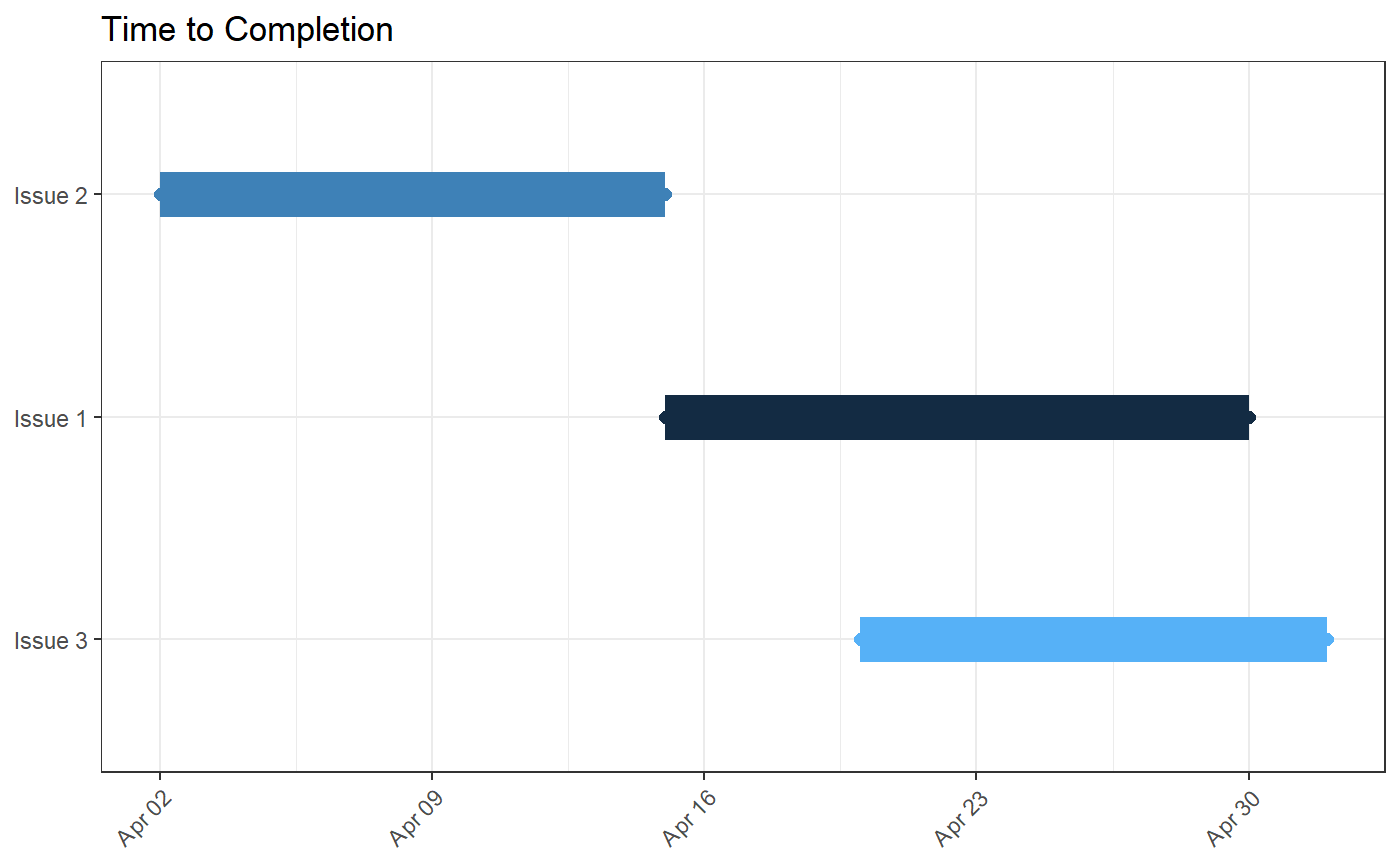 Time to Completion
Issue 2
Issue 1
Issue 3
Apr 02
Apr 09
Apr 16
Apr 23
Apr 30